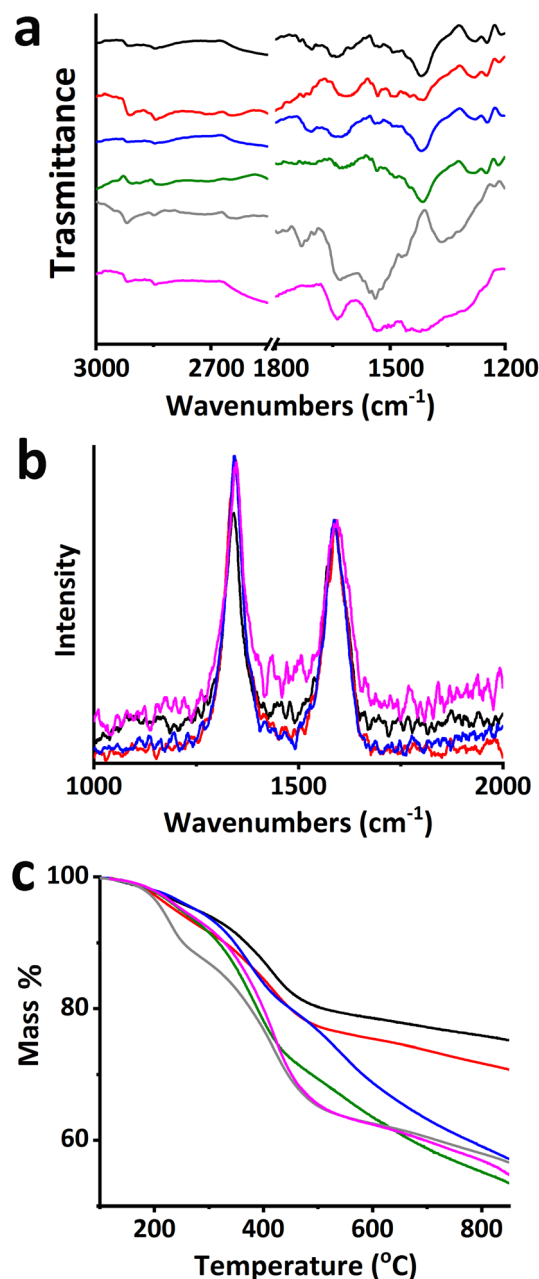 a
Trasmittance
3000 2700 1800 1500 1200
Wavenumbers (cm-1)
b
Intensity
1000 1500 2000
Wavenumbers (cm-1)
c
100
80
60
Mass %
200 400 600 800
Temperature (oC)